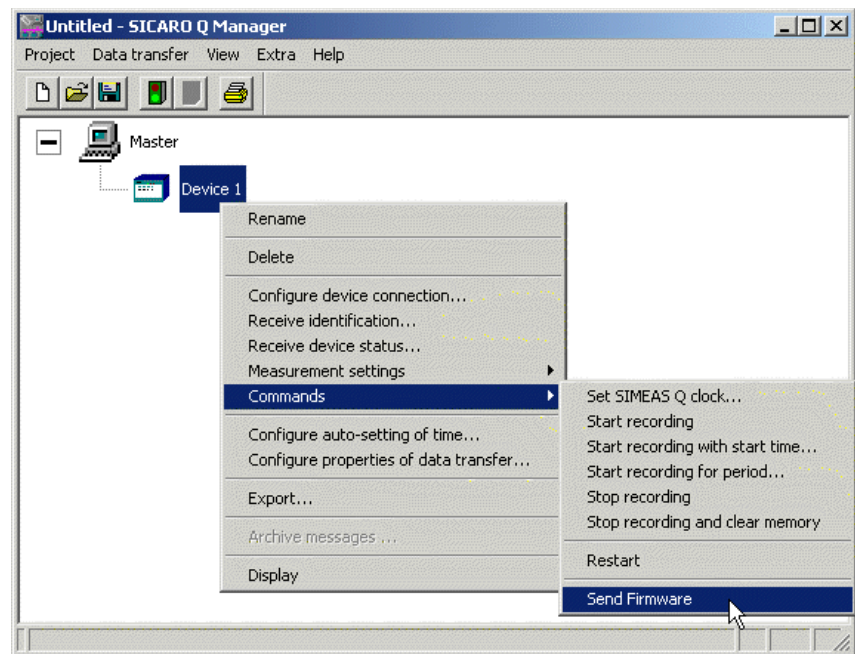 Untitled - SICARO Q Manager
Project Data transfer View Extra Help
Master
Device 1
Rename
Delete
Configure device connection...
Receive identification...
Receive device status...
Measurement settings
Commands
Configure auto-setting of time...
Configure properties of data transfer...
Export...
Archive messages ...
Display
Set SIMEAS Q clock...
Start recording
Start recording with start time...
Start recording for period...
Stop recording
Stop recording and clear memory
Restart
Send Firmware